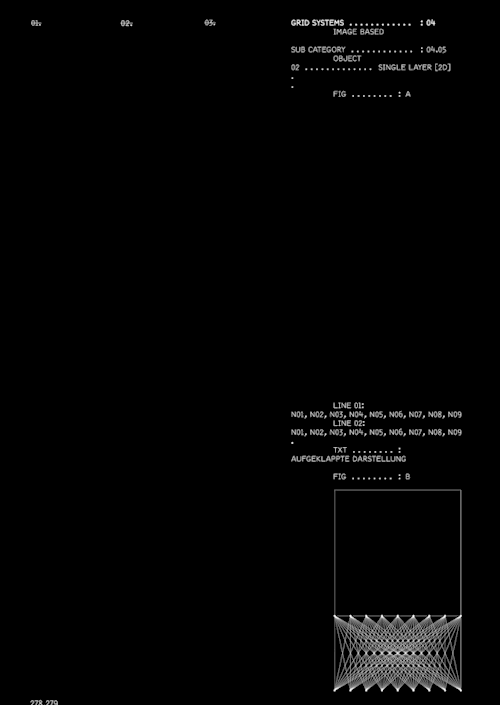 01.
02.
03.
GRID SYSTEMS ............ : 04
IMAGE BASED
SUB CATEGORY ............ : 04.05
OBJECT
02 ............. SINGLE LAYER [2D]
.
.
FIG ........ : A
LINE 01:
N01, N02, N03, N04, N05, N06, N07, N08, N09
LINE 02:
N01, N02, N03, N04, N05, N06, N07, N08, N09
.
TXT ........ :
AUFGEKLAPPTE DARSTELLUNG
FIG ........ : B
278_279